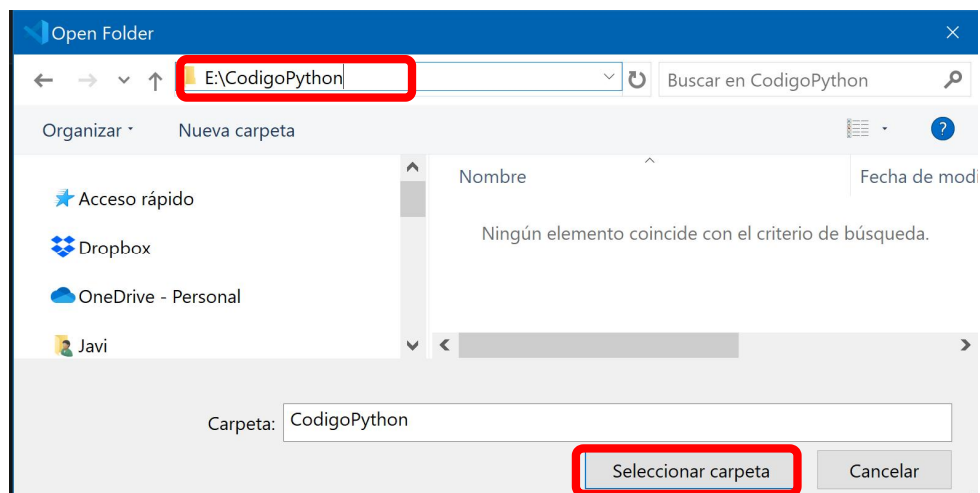 Open Folder
E:\CodigoPython
Buscar en CodigoPython
Organizar
Nueva carpeta
?
Nombre
Fecha de modi
Acceso rápido
Ningún elemento coincide con el criterio de búsqueda.
Dropbox
OneDrive - Personal
Javi
Carpeta: CodigoPython
Seleccionar carpeta
Cancelar